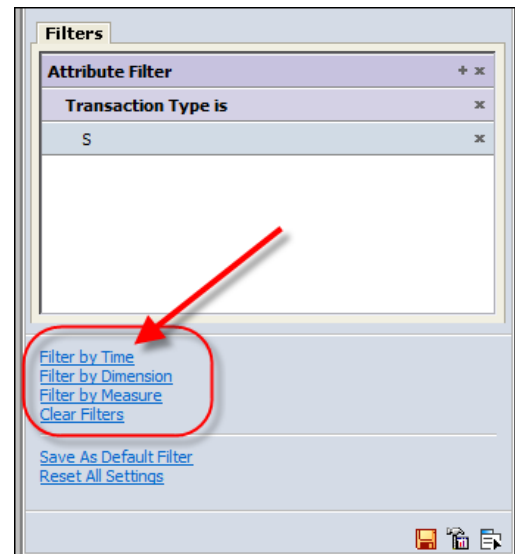 Filters
Attribute Filter + x
Transaction Type is x
S x
Filter by Time
Filter by Dimension
Filter by Measure
Clear Filters
Save As Default Filter
Reset All Settings